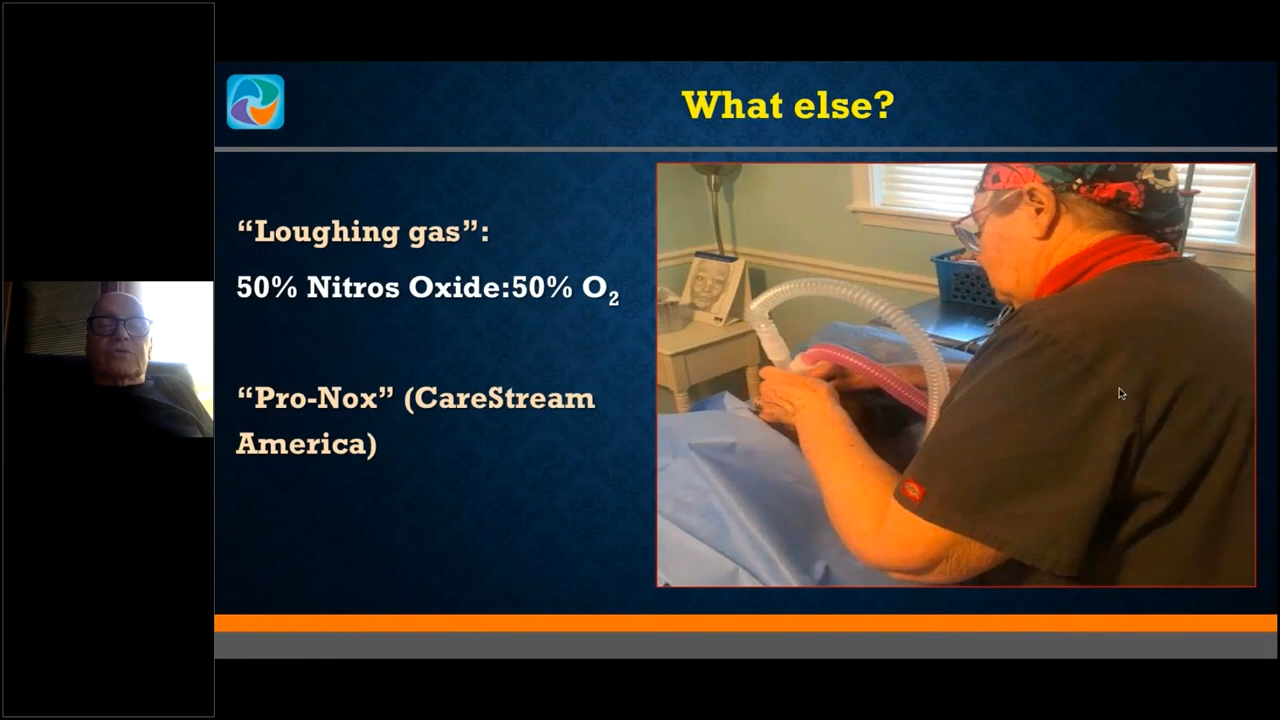 What else?
“Loughing gas”:
50% Nitros Oxide:50% O₂
“Pro-Nox” (CareStream
America)